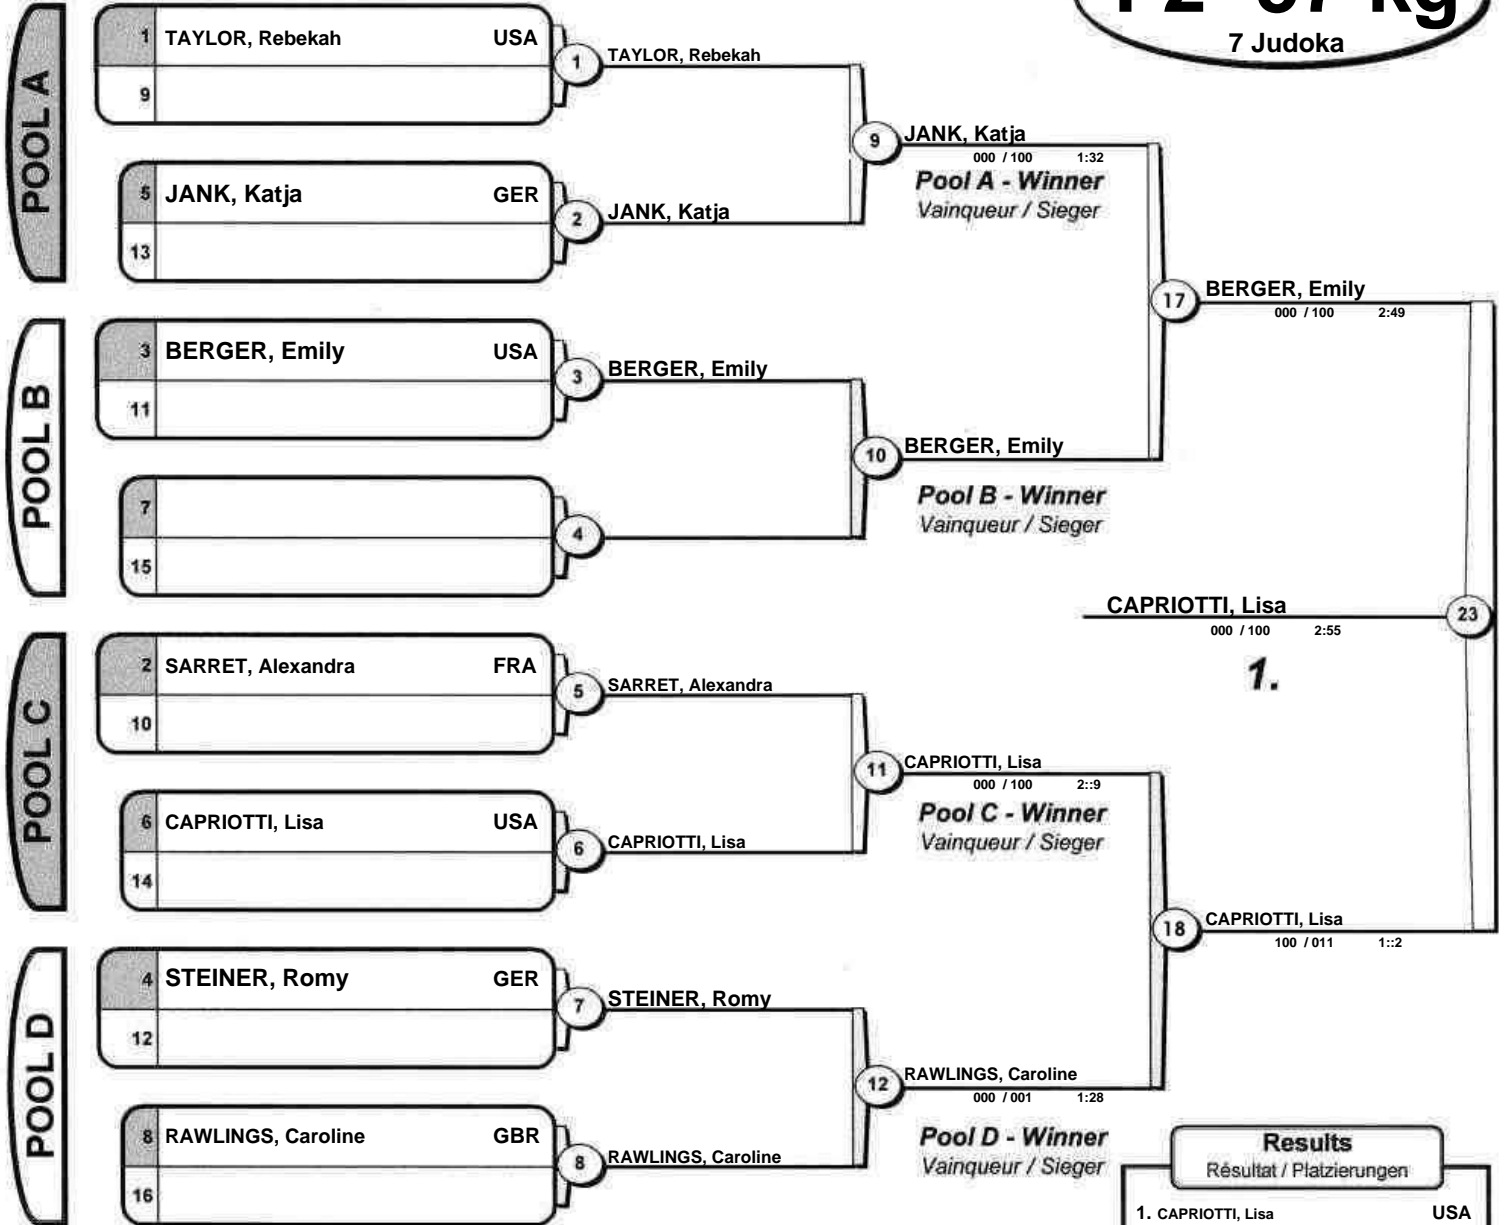 F2 -57 kg
7 Judoka
POOL A
1 TAYLOR, Rebekah USA
9
1 TAYLOR, Rebekah
5 JANK, Katja GER
13
2 JANK, Katja
9 JANK, Katja
000 / 100 1:32
Pool A - Winner
Vainqueur / Sieger
POOL B
3 BERGER, Emily USA
11
3 BERGER, Emily
7
15
4
10 BERGER, Emily
Pool B - Winner
Vainqueur / Sieger
17 BERGER, Emily
000 / 100 2:49
CAPRIOTTI, Lisa 23
000 / 100 2:55
1.
POOL C
2 SARRET, Alexandra FRA
10
5 SARRET, Alexandra
6 CAPRIOTTI, Lisa USA
14
6 CAPRIOTTI, Lisa
11 CAPRIOTTI, Lisa
000 / 100 2::9
Pool C - Winner
Vainqueur / Sieger
18 CAPRIOTTI, Lisa
100 / 011 1::2
POOL D
4 STEINER, Romy GER
12
7 STEINER, Romy
8 RAWLINGS, Caroline GBR
16
8 RAWLINGS, Caroline
12 RAWLINGS, Caroline
000 / 001 1:28
Pool D - Winner
Vainqueur / Sieger
Results
Résultat / Platzierungen
1. CAPRIOTTI, Lisa USA